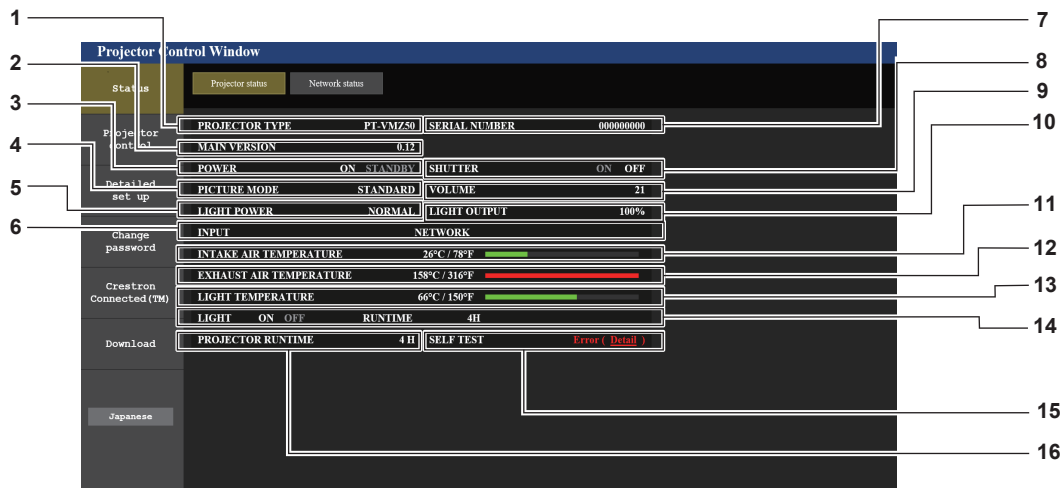 1
2
3
4
5
6
7
8
9
10
11
12
13
14
15
16
Projector Control Window
Status
Projector control
Detailed set up
Change password
Crestron Connected(TM)
Download
Japanese
Projector status Network status
PROJECTOR TYPE PT-VMZ50 SERIAL NUMBER 000000000
MAIN VERSION 0.12
POWER ON STANDBY SHUTTER ON OFF
PICTURE MODE STANDARD VOLUME 21
LIGHT POWER NORMAL LIGHT OUTPUT 100%
INPUT NETWORK
INTAKE AIR TEMPERATURE 26°C / 78°F
EXHAUST AIR TEMPERATURE 158°C / 316°F
LIGHT TEMPERATURE 66°C / 150°F
LIGHT ON OFF RUNTIME 4H
PROJECTOR RUNTIME 4 H SELF TEST Error ( Detail )